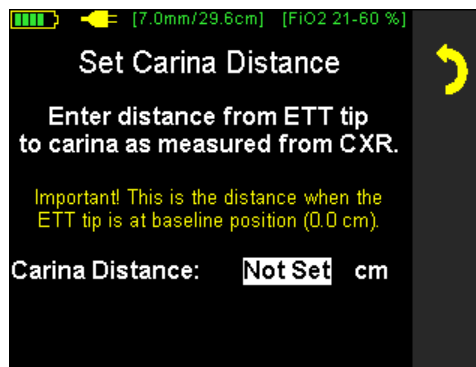 [7.0mm/29.6cm] [FiO2 21-60 %]
Set Carina Distance
Enter distance from ETT tip
to carina as measured from CXR.
Important! This is the distance when the
ETT tip is at baseline position (0.0 cm).
Carina Distance: Not Set cm